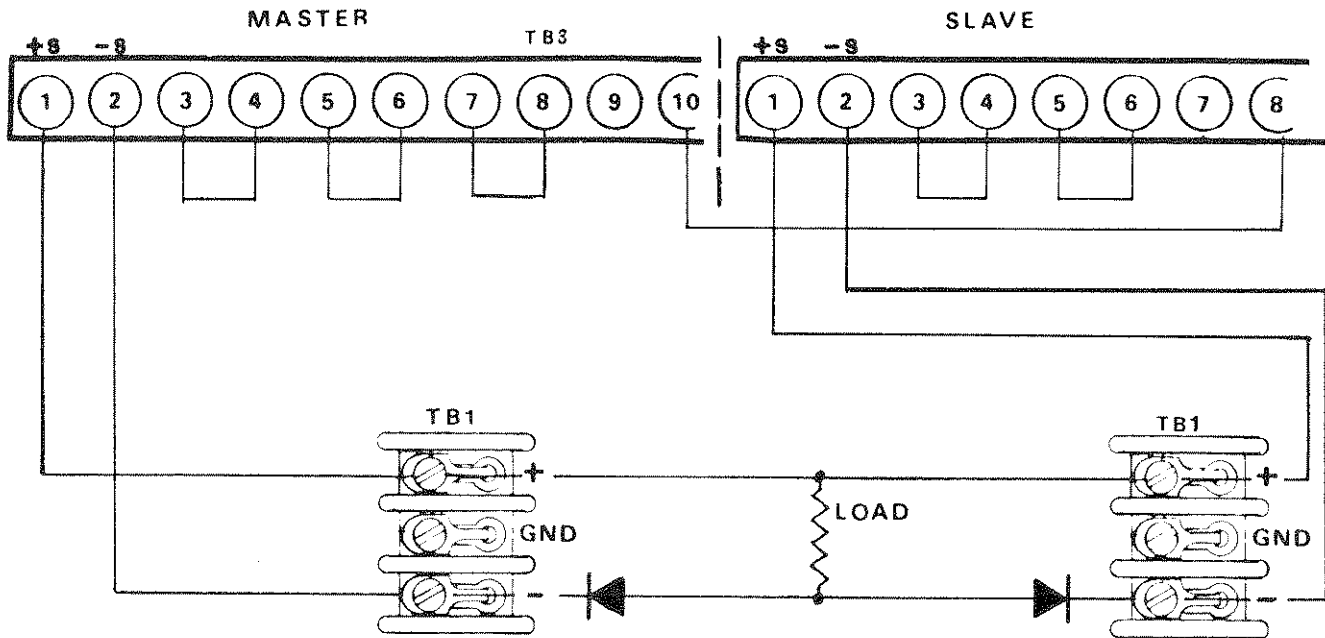 MASTER
SLAVE
+S -S TB3
+S -S
1 2 3 4 5 6 7 8 9 10
1 2 3 4 5 6 7 8
TB1
TB1
+
+
LOAD
GND
GND
-
-